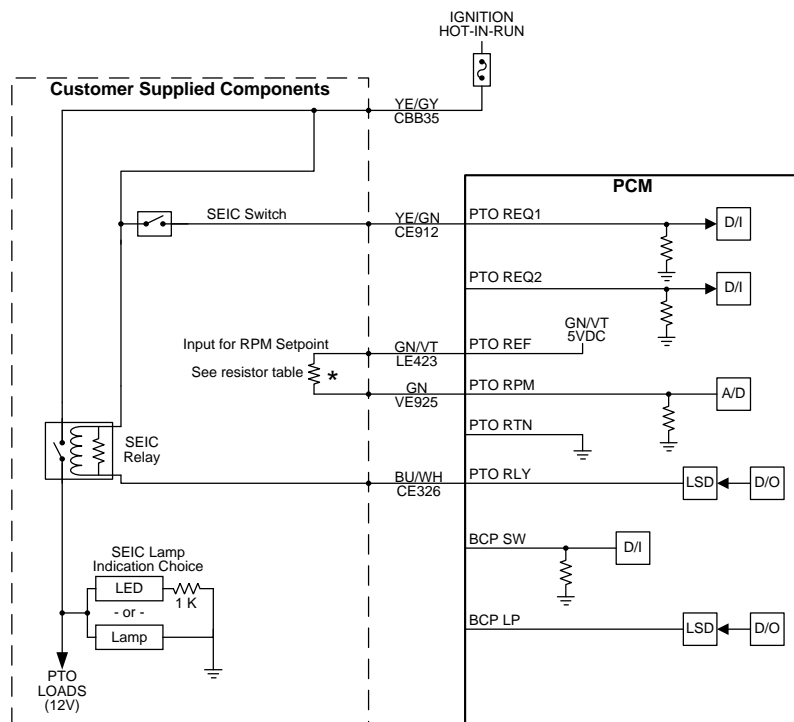 IGNITION
HOT-IN-RUN
Customer Supplied Components
YE/GY
CBB35
PCM
SEIC Switch
YE/GN
CE912
PTO REQ1
D/I
PTO REQ2
D/I
GN/VT
5VDC
Input for RPM Setpoint
See resistor table
*
GN/VT
LE423
PTO REF
GN
VE925
PTO RPM
A/D
PTO RTN
SEIC
Relay
BU/WH
CE326
PTO RLY
LSD
D/O
BCP SW
D/I
SEIC Lamp
Indication Choice
LED
1 K
- or -
Lamp
BCP LP
LSD
D/O
PTO
LOADS
(12V)